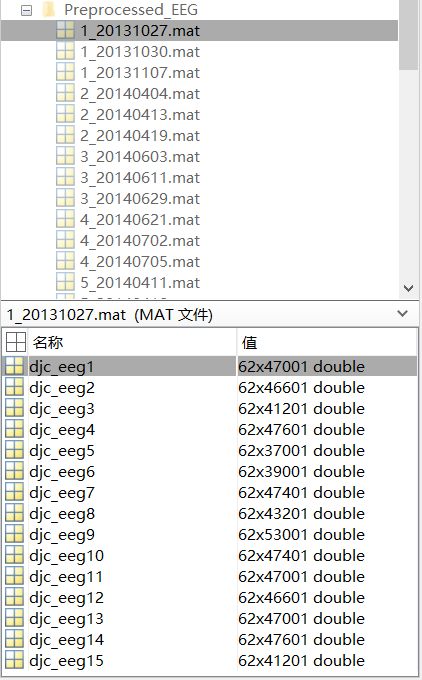 Preprocessed_EEG
1_20131027.mat
1_20131030.mat
1_20131107.mat
2_20140404.mat
2_20140413.mat
2_20140419.mat
3_20140603.mat
3_20140611.mat
3_20140629.mat
4_20140621.mat
4_20140702.mat
4_20140705.mat
5_20140411.mat
1_20131027.mat (MAT 文件)
名称 值
djc_eeg1 62x47001 double
djc_eeg2 62x46601 double
djc_eeg3 62x41201 double
djc_eeg4 62x47601 double
djc_eeg5 62x37001 double
djc_eeg6 62x39001 double
djc_eeg7 62x47401 double
djc_eeg8 62x43201 double
djc_eeg9 62x53001 double
djc_eeg10 62x47401 double
djc_eeg11 62x47001 double
djc_eeg12 62x46601 double
djc_eeg13 62x47001 double
djc_eeg14 62x47601 double
djc_eeg15 62x41201 double